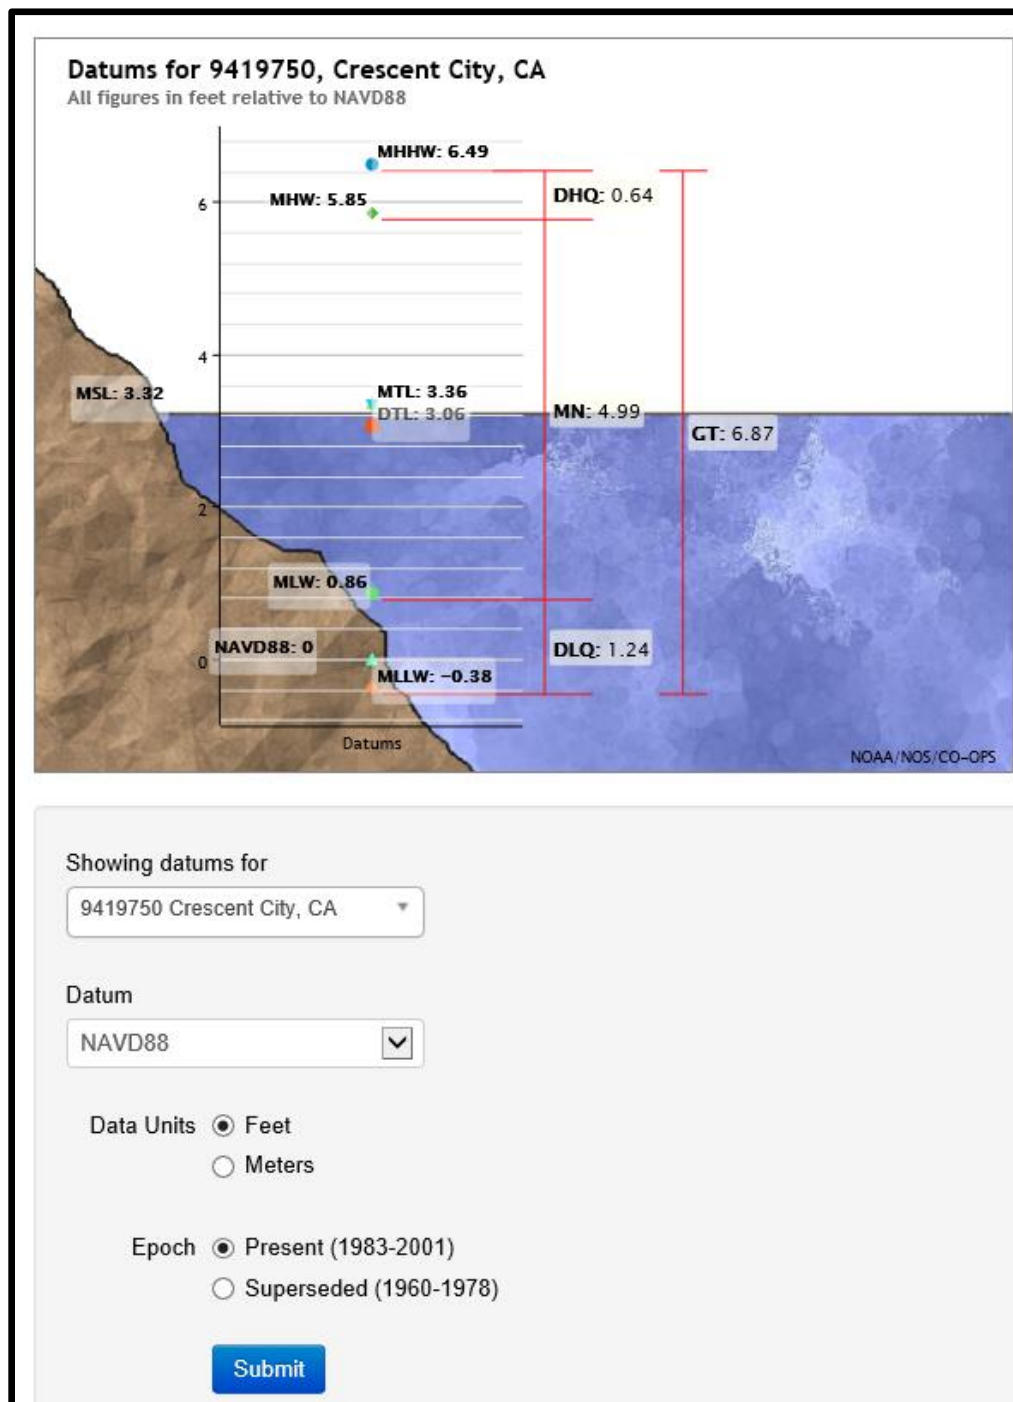 Datums for 9419750, Crescent City, CA
All figures in feet relative to NAVD88
MHHW: 6.49
MHW: 5.85
DHQ: 0.64
6
4
MSL: 3.32
MTL: 3.36
DTL: 3.06
MN: 4.99
GT: 6.87
2
MLW: 0.86
NAVD88: 0
DLQ: 1.24
0
MLLW: −0.38
Datums
NOAA/NOS/CO-OPS
Showing datums for
9419750 Crescent City, CA
Datum
NAVD88
Data Units Feet
Meters
Epoch Present (1983-2001)
Superseded (1960-1978)
Submit